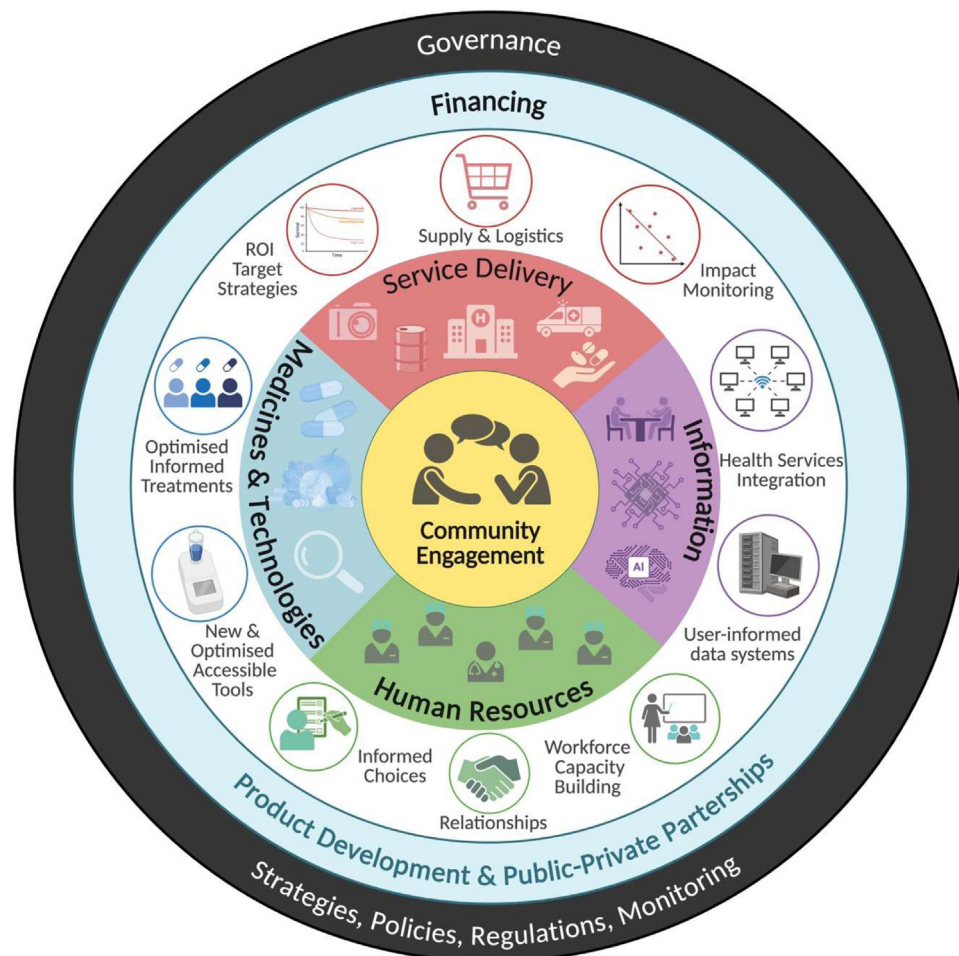 Governance
Financing
Supply & Logistics
ROI
Target
Strategies
Survival
Time
Impact
Monitoring
Service Delivery
H
Medicines & Technologies
Information
Optimised
Informed
Treatments
Health Services
Integration
Community
Engagement
AI
New &
Optimised
Accessible
Tools
User-informed
data systems
Human Resources
Informed
Choices
Workforce
Capacity
Building
Relationships
Product Development & Public-Private Parterships
Strategies, Policies, Regulations, Monitoring